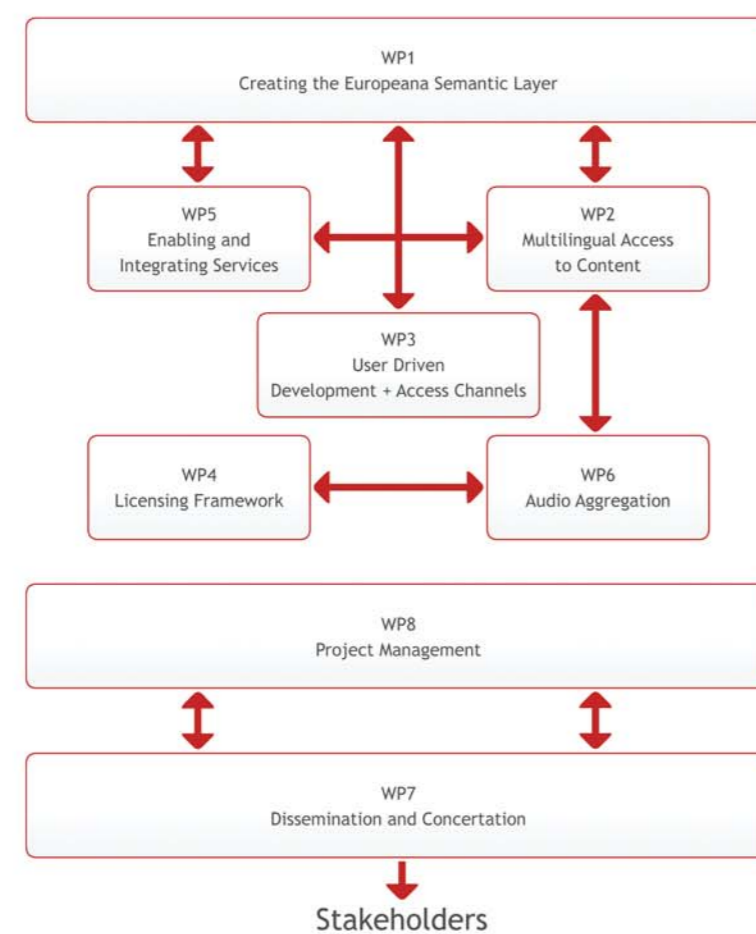 WP1
Creating the Europeana Semantic Layer
WP5
Enabling and
Integrating Services
WP2
Multilingual Access
to Content
WP3
User Driven
Development + Access Channels
WP4
Licensing Framework
WP6
Audio Aggregation
WP8
Project Management
WP7
Dissemination and Concertation
Stakeholders